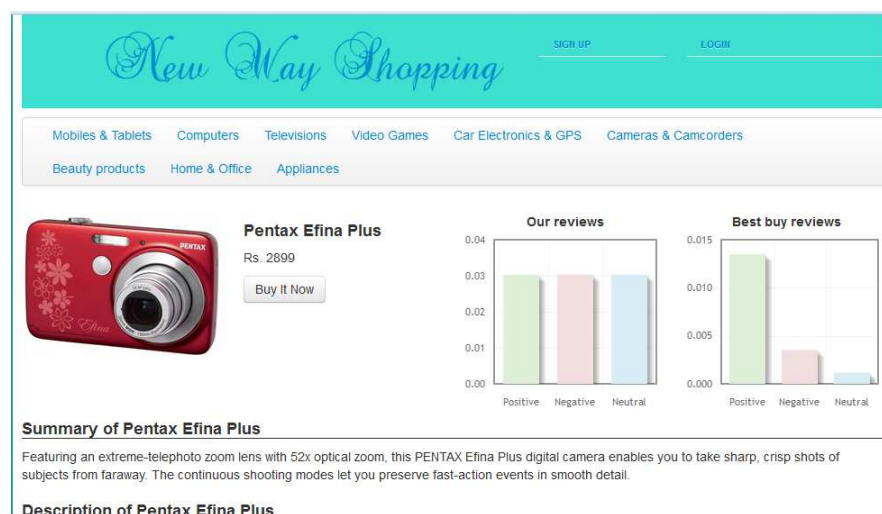 New Way Shopping
SIGN UP
LOGIN
Mobiles & Tablets Computers Televisions Video Games Car Electronics & GPS Cameras & Camcorders
Beauty products Home & Office Appliances
PENTAX
Efina
Pentax Efina Plus
Rs. 2899
Buy It Now
Our reviews
0.04
0.03
0.02
0.01
0.00
Positive Negative Neutral
Best buy reviews
0.015
0.010
0.005
0.000
Positive Negative Neutral
Summary of Pentax Efina Plus
Featuring an extreme-telephoto zoom lens with 52x optical zoom, this PENTAX Efina Plus digital camera enables you to take sharp, crisp shots of
subjects from faraway. The continuous shooting modes let you preserve fast-action events in smooth detail.
Description of Pentax Efina Plus